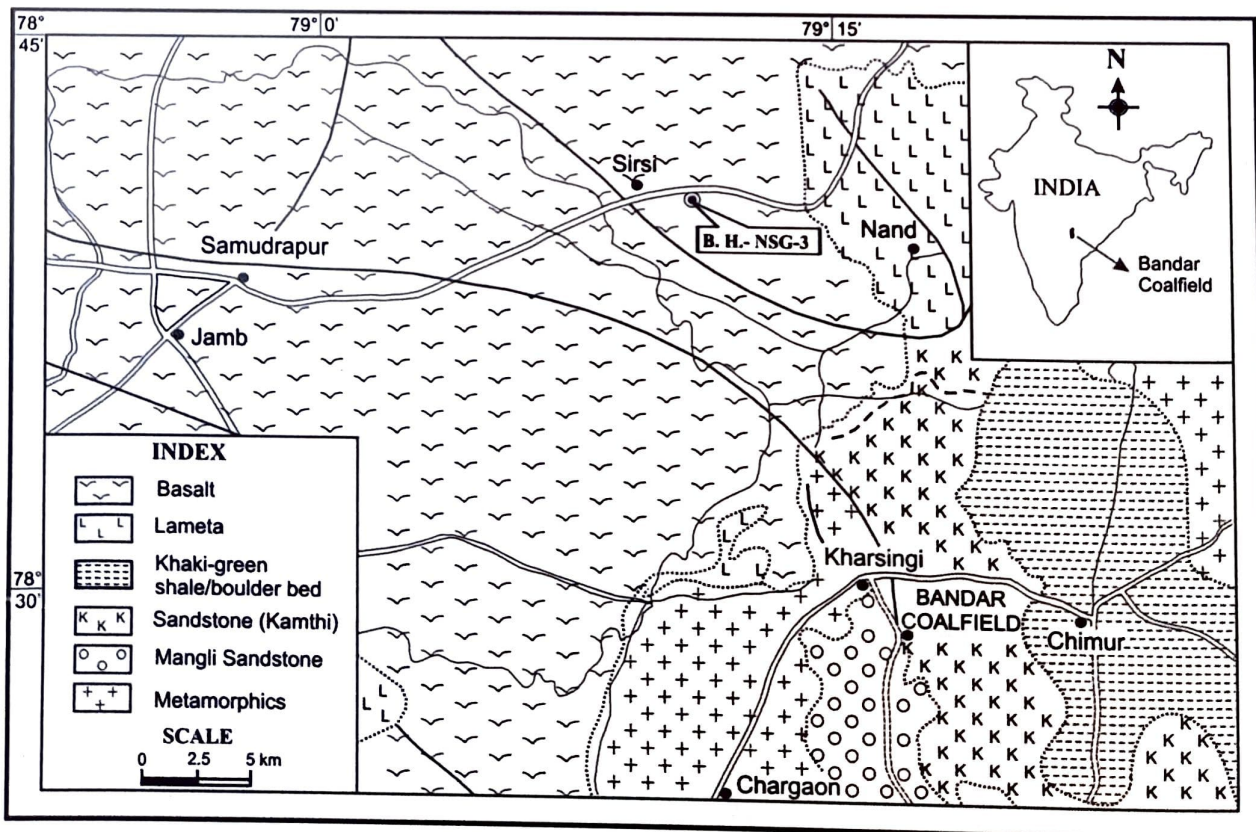 78°
45'
79° 0'
79° 15'
N
INDIA
Bandar
Coalfield
Sirsi
B. H.- NSG-3
Nand
Samudrapur
Jamb
Kharsingi
BANDAR
COALFIELD
Chimur
Chargaon
78°
30'
INDEX
Basalt
L L L Lameta
Khaki-green
shale/boulder bed
K K K Sandstone (Kamthi)
Mangli Sandstone
Metamorphics
SCALE
0 2.5 5 km